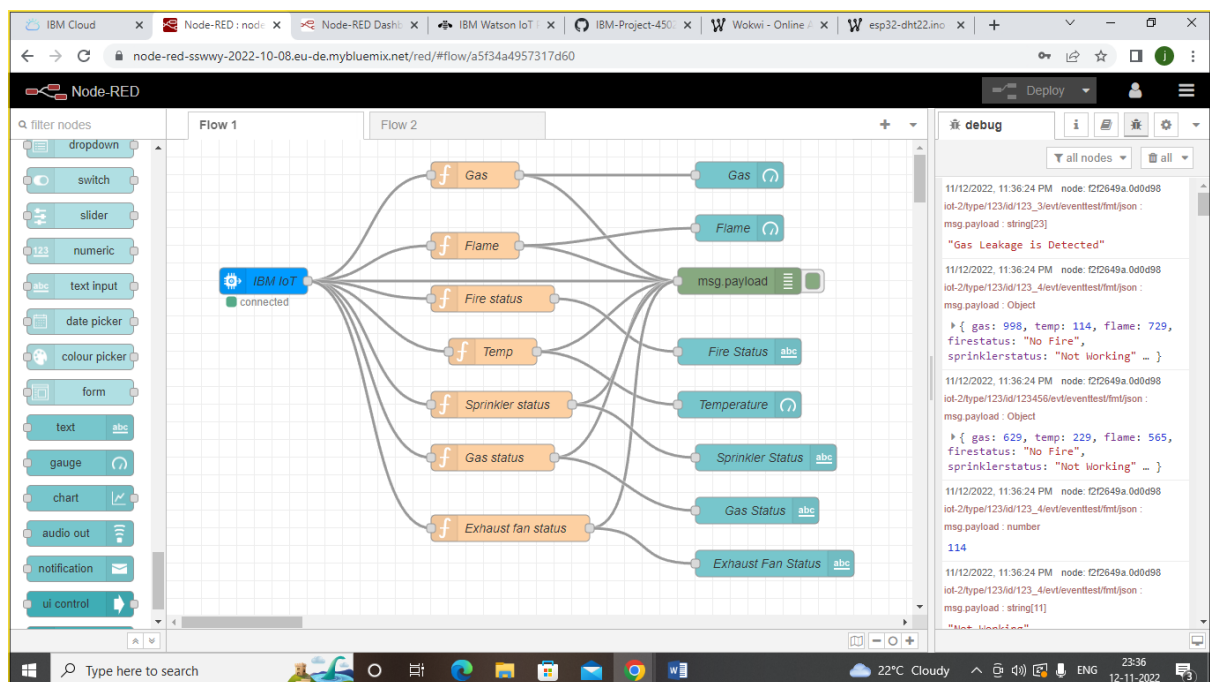 IBM Cloud
Node-RED : node
Node-RED Dashb
IBM Watson IoT
IBM-Project-450
Wokwi - Online
esp32-dht22.ino
node-red-sswwy-2022-10-08.eu-de.mybluemix.net/red/#flow/a5f34a4957317d60
j
Node-RED
Deploy
filter nodes
dropdown
switch
slider
123 numeric
abc text input
date picker
colour picker
form
text abc
gauge
chart
audio out
notification
ui control
Flow 1
Flow 2
IBM IoT
connected
f Gas
f Flame
f Fire status
f Temp
f Sprinkler status
f Gas status
f Exhaust fan status
Gas
Flame
msg.payload
Fire Status abc
Temperature
Sprinkler Status abc
Gas Status abc
Exhaust Fan Status abc
debug
i
all nodes
all
11/12/2022, 11:36:24 PM node: f2f2649a.0d0d98
iot-2/type/123/id/123_3/evt/eventtest/fmt/json :
msg.payload : string[23]
"Gas Leakage is Detected"
11/12/2022, 11:36:24 PM node: f2f2649a.0d0d98
iot-2/type/123/id/123_4/evt/eventtest/fmt/json :
msg.payload : Object
{ gas: 998, temp: 114, flame: 729,
firestatus: "No Fire",
sprinklerstatus: "Not Working" … }
11/12/2022, 11:36:24 PM node: f2f2649a.0d0d98
iot-2/type/123/id/123456/evt/eventtest/fmt/json :
msg.payload : Object
{ gas: 629, temp: 229, flame: 565,
firestatus: "No Fire",
sprinklerstatus: "Not Working" … }
11/12/2022, 11:36:24 PM node: f2f2649a.0d0d98
iot-2/type/123/id/123_4/evt/eventtest/fmt/json :
msg.payload : number
114
11/12/2022, 11:36:24 PM node: f2f2649a.0d0d98
iot-2/type/123/id/123_4/evt/eventtest/fmt/json :
msg.payload : string[11]
"Not Working"
Type here to search
22°C Cloudy
ENG
23:36
12-11-2022
3